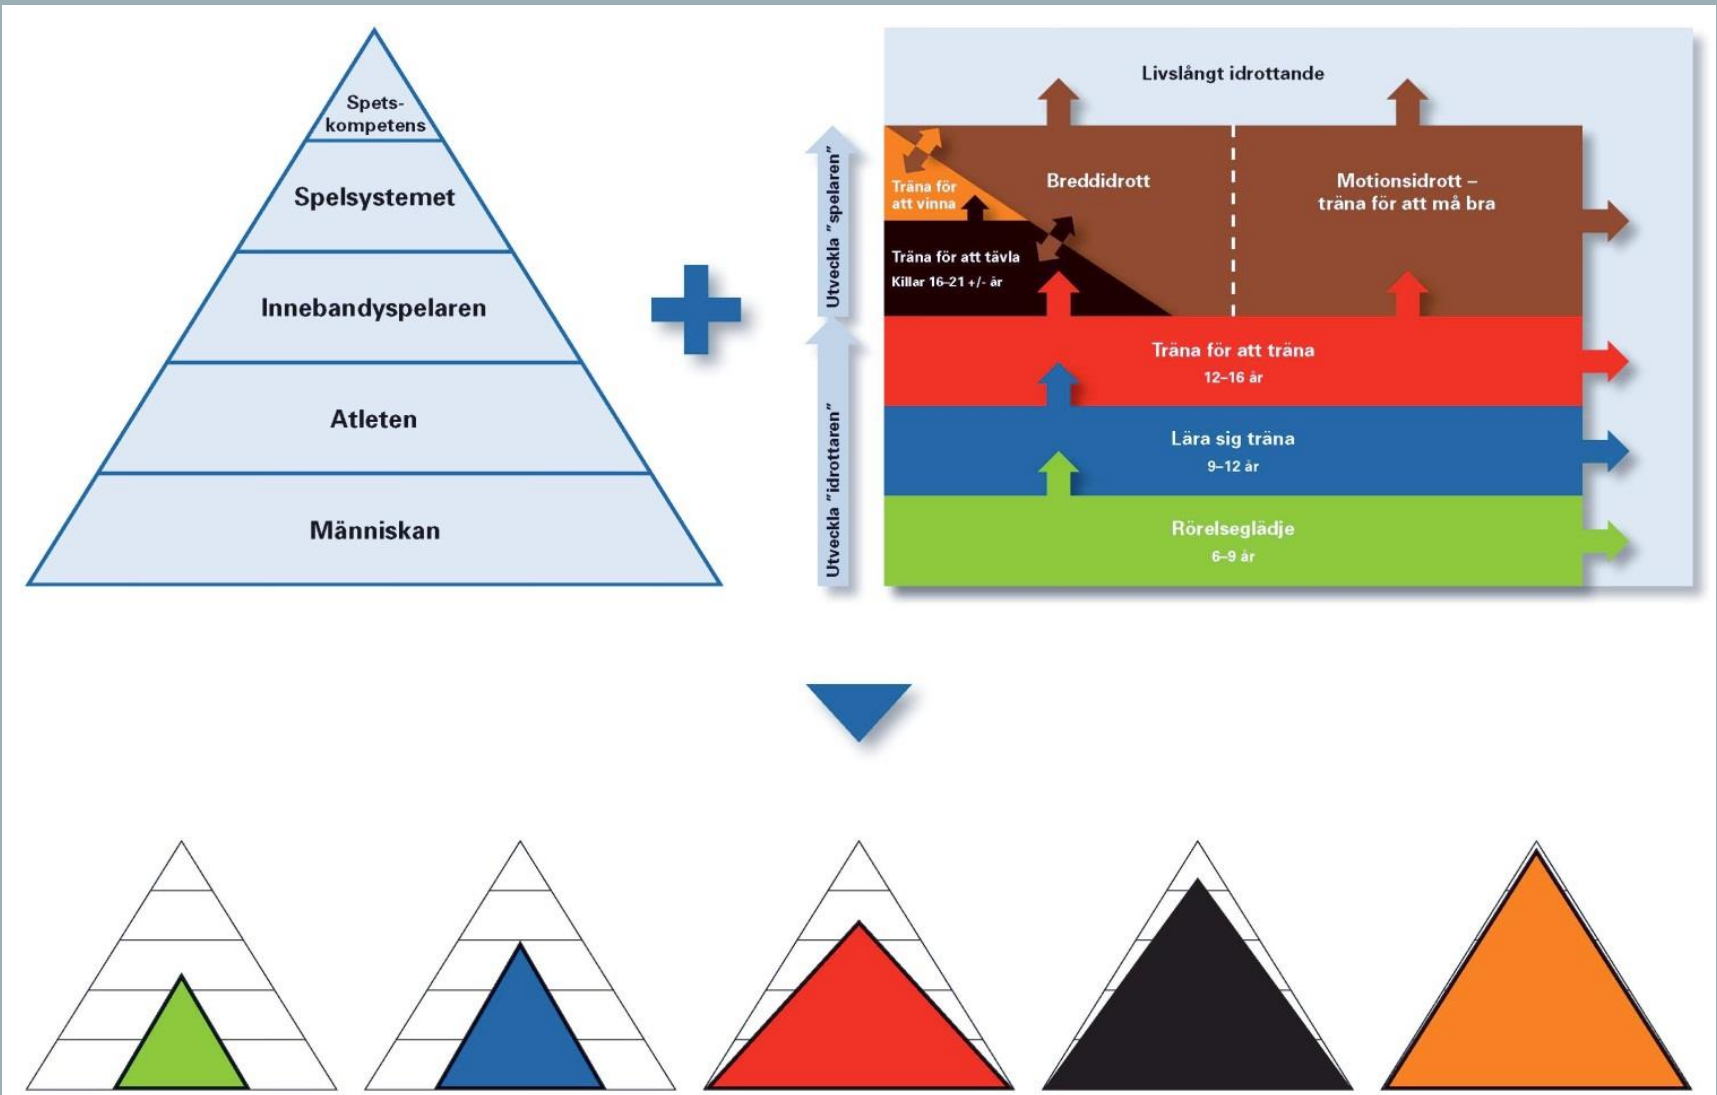 Spets-
kompetens
Spelsystemet
Innebandyspelaren
Atleten
Människan
Utveckla ”spelaren”
Utveckla ”idrottaren”
Livslångt idrottande
Träna för
att vinna
Breddidrott
Motionsidrott –
träna för att må bra
Träna för att tävla
Killar 16–21 +/- år
Träna för att träna
12–16 år
Lära sig träna
9–12 år
Rörelseglädje
6–9 år